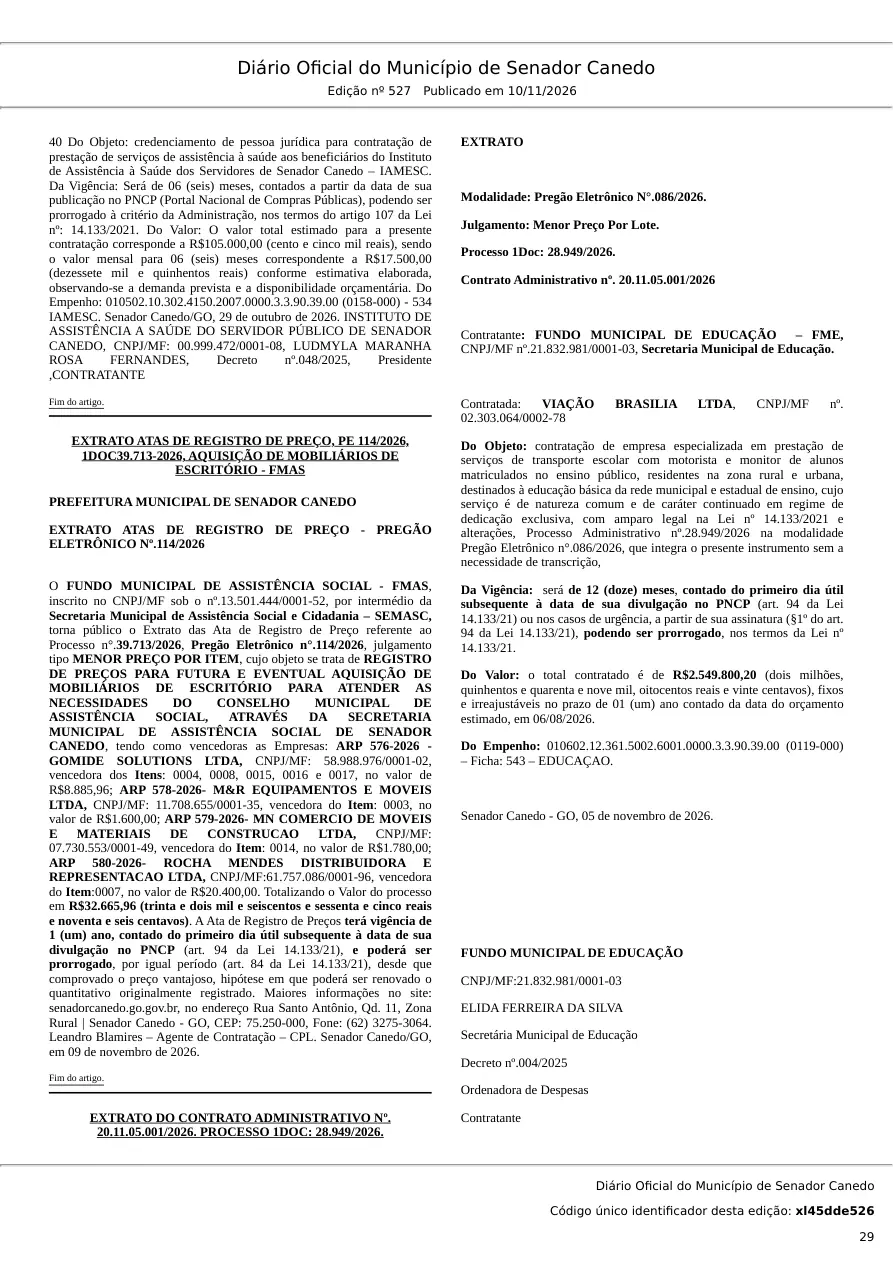 Diário Oficial do Município de Senador Canedo
Edição nº 527   Publicado em 10/11/2026
40 Do Objeto: credenciamento de pessoa jurídica para contratação de
prestação de serviços de assistência à saúde aos beneficiários do Instituto
de Assistência à Saúde dos Servidores de Senador Canedo – IAMESC.
Da Vigência: Será de 06 (seis) meses, contados a partir da data de sua
publicação no PNCP (Portal Nacional de Compras Públicas), podendo ser
prorrogado à critério da Administração, nos termos do artigo 107 da Lei
nº: 14.133/2021. Do Valor: O valor total estimado para a presente
contratação corresponde a R$105.000,00 (cento e cinco mil reais), sendo
o valor mensal para 06 (seis) meses correspondente a R$17.500,00
(dezessete mil e quinhentos reais) conforme estimativa elaborada,
observando-se a demanda prevista e a disponibilidade orçamentária. Do
Empenho: 010502.10.302.4150.2007.0000.3.3.90.39.00 (0158-000) - 534
IAMESC. Senador Canedo/GO, 29 de outubro de 2026. INSTITUTO DE
ASSISTÊNCIA A SAÚDE DO SERVIDOR PÚBLICO DE SENADOR
CANEDO, CNPJ/MF: 00.999.472/0001-08, LUDMYLA MARANHA
ROSA FERNANDES, Decreto nº.048/2025, Presidente
,CONTRATANTE
Fim do artigo.
EXTRATO ATAS DE REGISTRO DE PREÇO, PE 114/2026,
1DOC39.713-2026, AQUISIÇÃO DE MOBILIÁRIOS DE
ESCRITÓRIO - FMAS
PREFEITURA MUNICIPAL DE SENADOR CANEDO
EXTRATO ATAS DE REGISTRO DE PREÇO - PREGÃO
ELETRÔNICO Nº.114/2026
O FUNDO MUNICIPAL DE ASSISTÊNCIA SOCIAL - FMAS,
inscrito no CNPJ/MF sob o nº.13.501.444/0001-52, por intermédio da
Secretaria Municipal de Assistência Social e Cidadania – SEMASC,
torna público o Extrato das Ata de Registro de Preço referente ao
Processo n°.39.713/2026, Pregão Eletrônico n°.114/2026, julgamento
tipo MENOR PREÇO POR ITEM, cujo objeto se trata de REGISTRO
DE PREÇOS PARA FUTURA E EVENTUAL AQUISIÇÃO DE
MOBILIÁRIOS DE ESCRITÓRIO PARA ATENDER AS
NECESSIDADES DO CONSELHO MUNICIPAL DE
ASSISTÊNCIA SOCIAL, ATRAVÉS DA SECRETARIA
MUNICIPAL DE ASSISTÊNCIA SOCIAL DE SENADOR
CANEDO, tendo como vencedoras as Empresas: ARP 576-2026 -
GOMIDE SOLUTIONS LTDA, CNPJ/MF: 58.988.976/0001-02,
vencedora dos Itens: 0004, 0008, 0015, 0016 e 0017, no valor de
R$8.885,96; ARP 578-2026- M&R EQUIPAMENTOS E MOVEIS
LTDA, CNPJ/MF: 11.708.655/0001-35, vencedora do Item: 0003, no
valor de R$1.600,00; ARP 579-2026- MN COMERCIO DE MOVEIS
E MATERIAIS DE CONSTRUCAO LTDA, CNPJ/MF:
07.730.553/0001-49, vencedora do Item: 0014, no valor de R$1.780,00;
ARP 580-2026- ROCHA MENDES DISTRIBUIDORA E
REPRESENTACAO LTDA, CNPJ/MF:61.757.086/0001-96, vencedora
do Item:0007, no valor de R$20.400,00. Totalizando o Valor do processo
em R$32.665,96 (trinta e dois mil e seiscentos e sessenta e cinco reais
e noventa e seis centavos). A Ata de Registro de Preços terá vigência de
1 (um) ano, contado do primeiro dia útil subsequente à data de sua
divulgação no PNCP (art. 94 da Lei 14.133/21), e poderá ser
prorrogado, por igual período (art. 84 da Lei 14.133/21), desde que
comprovado o preço vantajoso, hipótese em que poderá ser renovado o
quantitativo originalmente registrado. Maiores informações no site:
senadorcanedo.go.gov.br, no endereço Rua Santo Antônio, Qd. 11, Zona
Rural | Senador Canedo - GO, CEP: 75.250-000, Fone: (62) 3275-3064.
Leandro Blamires – Agente de Contratação – CPL. Senador Canedo/GO,
em 09 de novembro de 2026.
Fim do artigo.
EXTRATO DO CONTRATO ADMINISTRATIVO Nº.
20.11.05.001/2026. PROCESSO 1DOC: 28.949/2026.
EXTRATO
Modalidade: Pregão Eletrônico N°.086/2026.
Julgamento: Menor Preço Por Lote.
Processo 1Doc: 28.949/2026.
Contrato Administrativo nº. 20.11.05.001/2026
Contratante: FUNDO MUNICIPAL DE EDUCAÇÃO – FME,
CNPJ/MF nº.21.832.981/0001-03, Secretaria Municipal de Educação.
Contratada: VIAÇÃO BRASILIA LTDA, CNPJ/MF nº.
02.303.064/0002-78
Do Objeto: contratação de empresa especializada em prestação de
serviços de transporte escolar com motorista e monitor de alunos
matriculados no ensino público, residentes na zona rural e urbana,
destinados à educação básica da rede municipal e estadual de ensino, cujo
serviço é de natureza comum e de caráter continuado em regime de
dedicação exclusiva, com amparo legal na Lei nº 14.133/2021 e
alterações, Processo Administrativo nº.28.949/2026 na modalidade
Pregão Eletrônico n°.086/2026, que integra o presente instrumento sem a
necessidade de transcrição,
Da Vigência: será de 12 (doze) meses, contado do primeiro dia útil
subsequente à data de sua divulgação no PNCP (art. 94 da Lei
14.133/21) ou nos casos de urgência, a partir de sua assinatura (§1º do art.
94 da Lei 14.133/21), podendo ser prorrogado, nos termos da Lei nº
14.133/21.
Do Valor: o total contratado é de R$2.549.800,20 (dois milhões,
quinhentos e quarenta e nove mil, oitocentos reais e vinte centavos), fixos
e irreajustáveis no prazo de 01 (um) ano contado da data do orçamento
estimado, em 06/08/2026.
Do Empenho: 010602.12.361.5002.6001.0000.3.3.90.39.00 (0119-000)
– Ficha: 543 – EDUCAÇAO.
Senador Canedo - GO, 05 de novembro de 2026.
FUNDO MUNICIPAL DE EDUCAÇÃO
CNPJ/MF:21.832.981/0001-03
ELIDA FERREIRA DA SILVA
Secretária Municipal de Educação
Decreto nº.004/2025
Ordenadora de Despesas
Contratante
Diário Oficial do Município de Senador Canedo
Código único identificador desta edição: xl45dde526
29